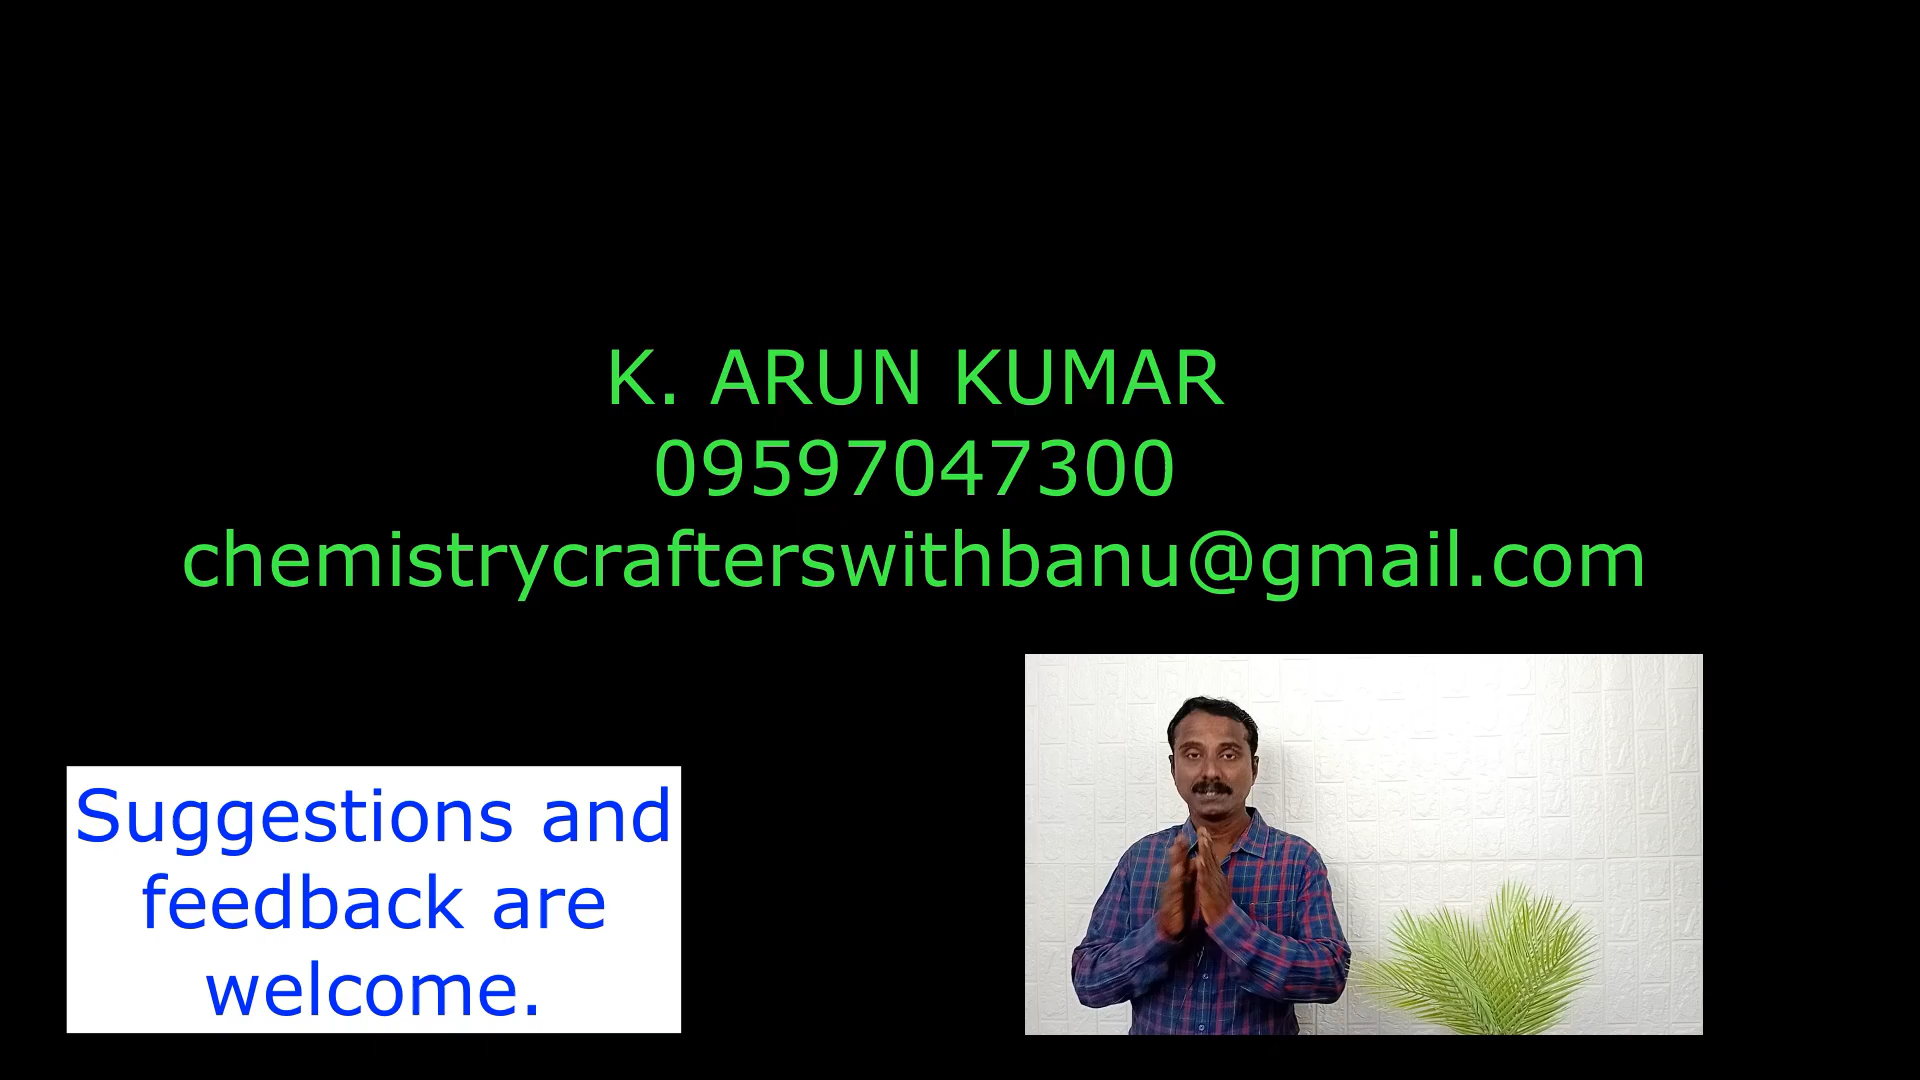 K. ARUN KUMAR
09597047300
chemistrycrafterswithbanu@gmail.com
Suggestions and
feedback are
welcome.